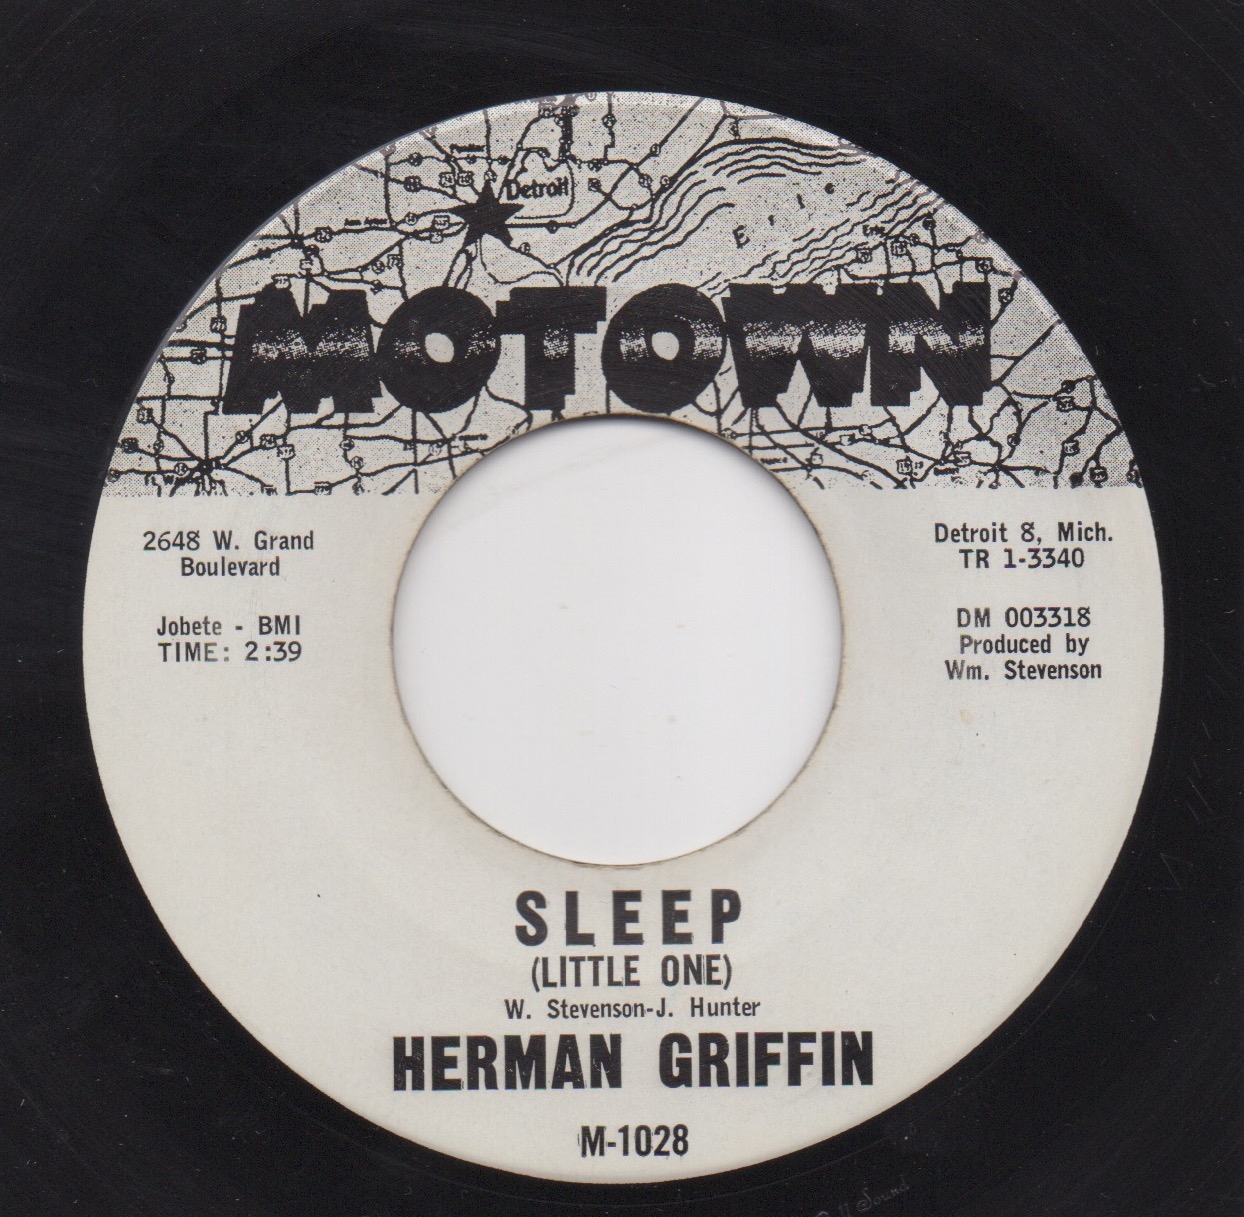 Detroit
Erie
MOTOWN
2648 W. Grand
Boulevard
Jobete - BMI
TIME: 2:39
Detroit 8, Mich.
TR 1-3340
DM 003318
Produced by
Wm. Stevenson
SLEEP
(LITTLE ONE)
W. Stevenson-J. Hunter
HERMAN GRIFFIN
M-1028